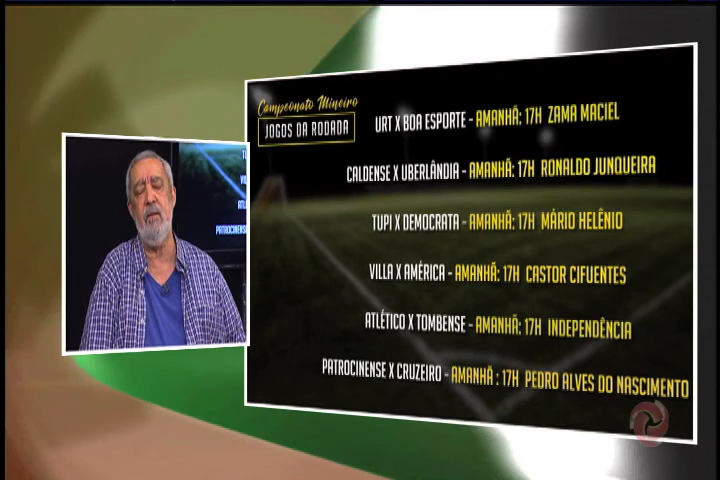 Campeonato Mineiro
JOGOS DA RODADA
URT X BOA ESPORTE - AMANHÃ: 17H ZAMA MACIEL
CALDENSE X UBERLÂNDIA - AMANHÃ: 17H RONALDO JUNQUEIRA
TUPI X DEMOCRATA - AMANHÃ: 17H MÁRIO HELÊNIO
VILLA X AMÉRICA - AMANHÃ: 17H CASTOR CIFUENTES
ATLÉTICO X TOMBENSE - AMANHÃ: 17H INDEPENDÊNCIA
PATROCINENSE X CRUZEIRO - AMANHÃ : 17H PEDRO ALVES DO NASCIMENTO